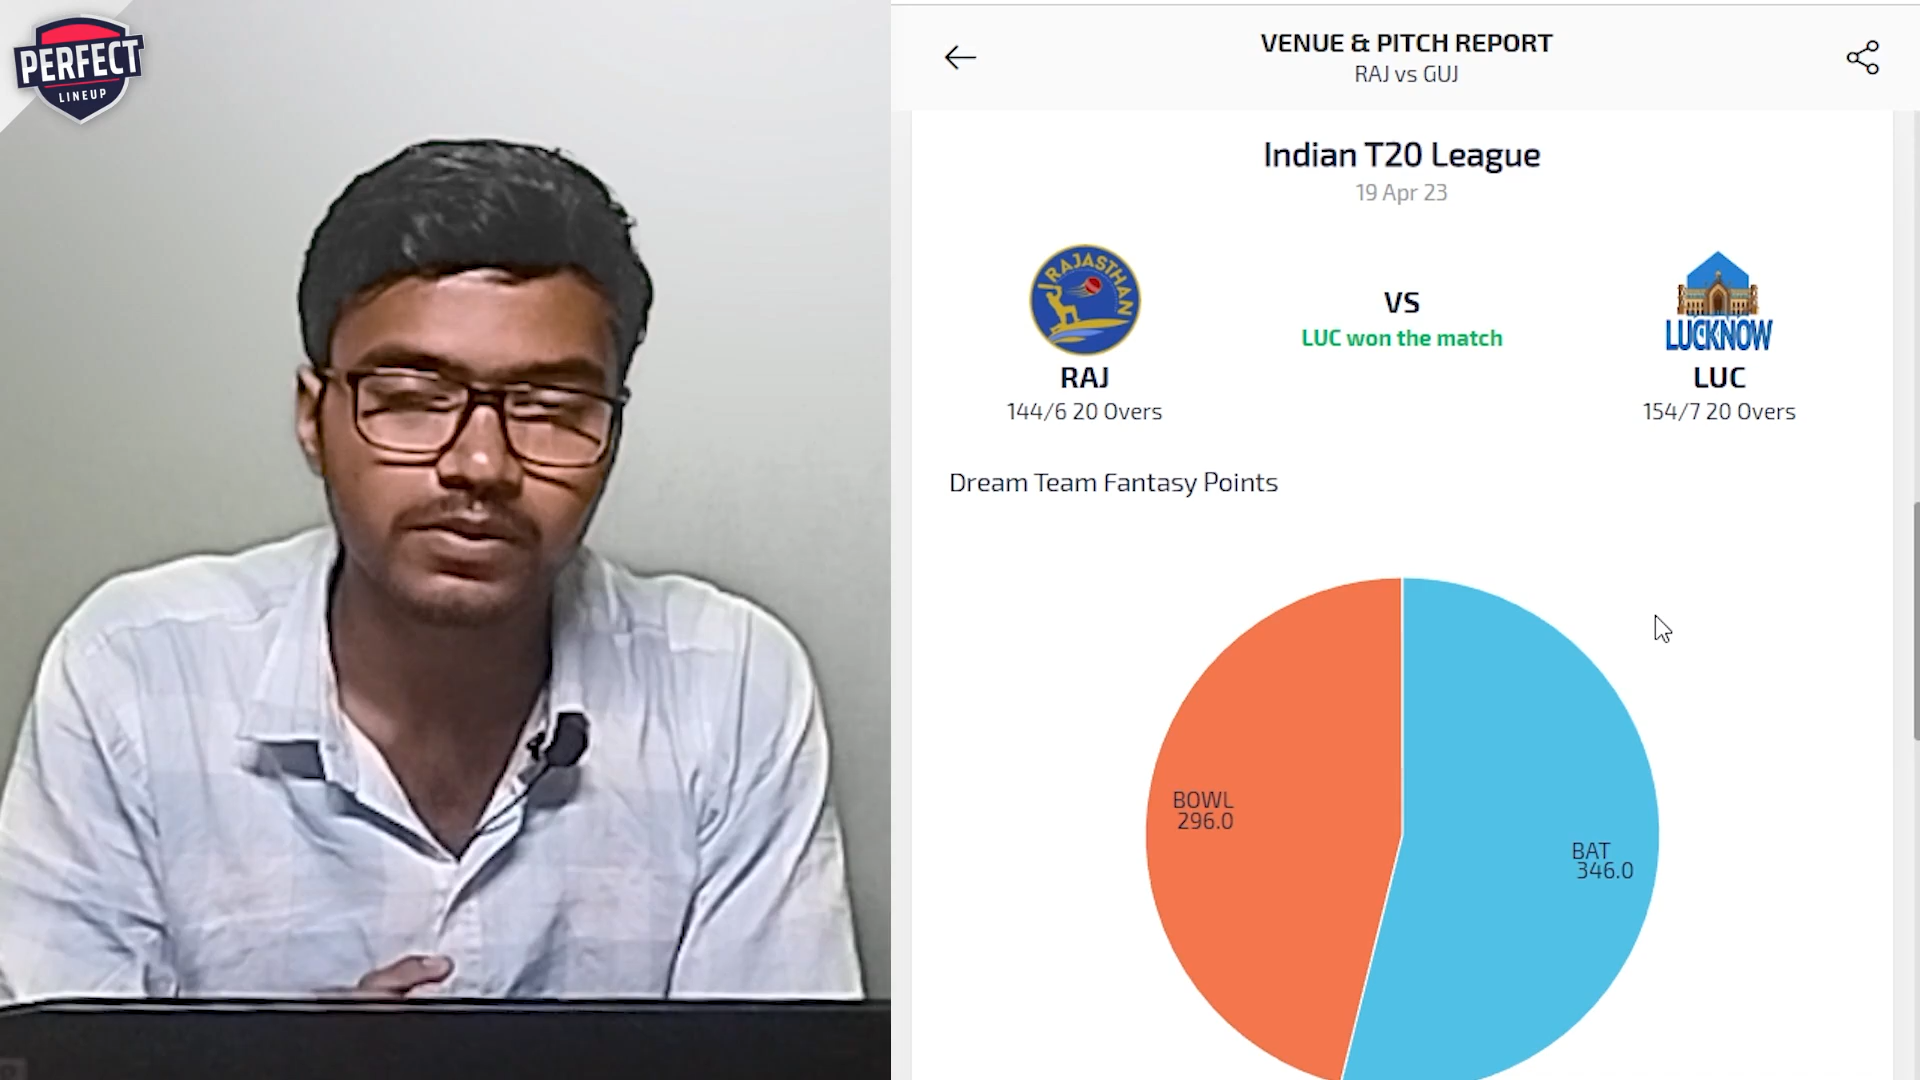 PERFECT
LINEUP
VENUE & PITCH REPORT
RAJ vs GUJ
Indian T20 League
19 Apr 23
RAJASTHAN
VS
LUC won the match
LUCKNOW
RAJ
144/6 20 Overs
LUC
154/7 20 Overs
Dream Team Fantasy Points
BOWL
296.0
BAT
346.0